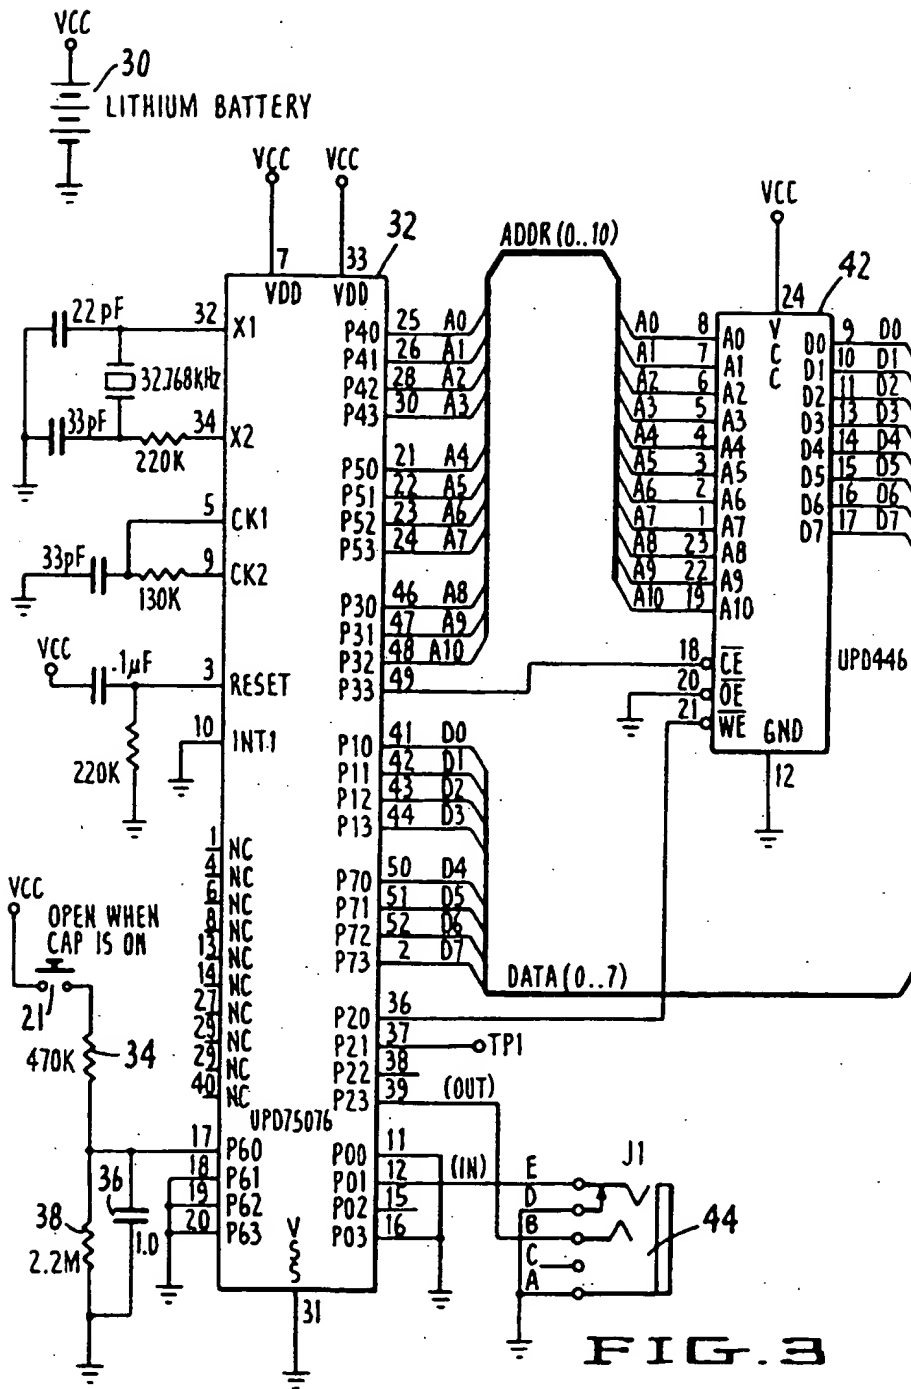 VCC
30
LITHIUM BATTERY
VCC VCC
7 33 32
VDD VDD
ADDR (0..10)
VCC
24 42
22 pF
32 X1
32.768KHz
33pF
34 X2
220K
5 CK1
33pF
9 CK2
130K
VCC
.1µF
3 RESET
220K
10 INT1
1 NC
4 NC
6 NC
8 NC
13 NC
14 NC
27 NC
29 NC
29 NC
40 NC
UPD75076
VCC
OPEN WHEN
CAP IS ON
21
470K
34
17 P60
18 P61
19 P62
20 P63
36
38
2.2M
1.0
VSS
31
P40 25 A0
P41 26 A1
P42 28 A2
P43 30 A3
P50 21 A4
P51 22 A5
P52 23 A6
P53 24 A7
P30 46 A8
P31 47 A9
P32 48 A10
P33 49
P10 41 D0
P11 42 D1
P12 43 D2
P13 44 D3
P70 50 D4
P71 51 D5
P72 52 D6
P73 2 D7
DATA (0..7)
P20 36
P21 37 TP1
P22 38
P23 39 (OUT)
P00 11
P01 12 (IN)
P02 15
P03 16
A0 8 A0
A1 7 A1
A2 6 A2
A3 5 A3
A4 4 A4
A5 3 A5
A6 2 A6
A7 1 A7
A8 23 A8
A9 22 A9
A10 19 A10
18 CE
20 OE
21 WE
VCC
D0 9 D0
D1 10 D1
D2 11 D2
D3 13 D3
D4 14 D4
D5 15 D5
D6 16 D6
D7 17 D7
UPD446
GND
12
J1
E
D
B
C
A
44
FIG.3